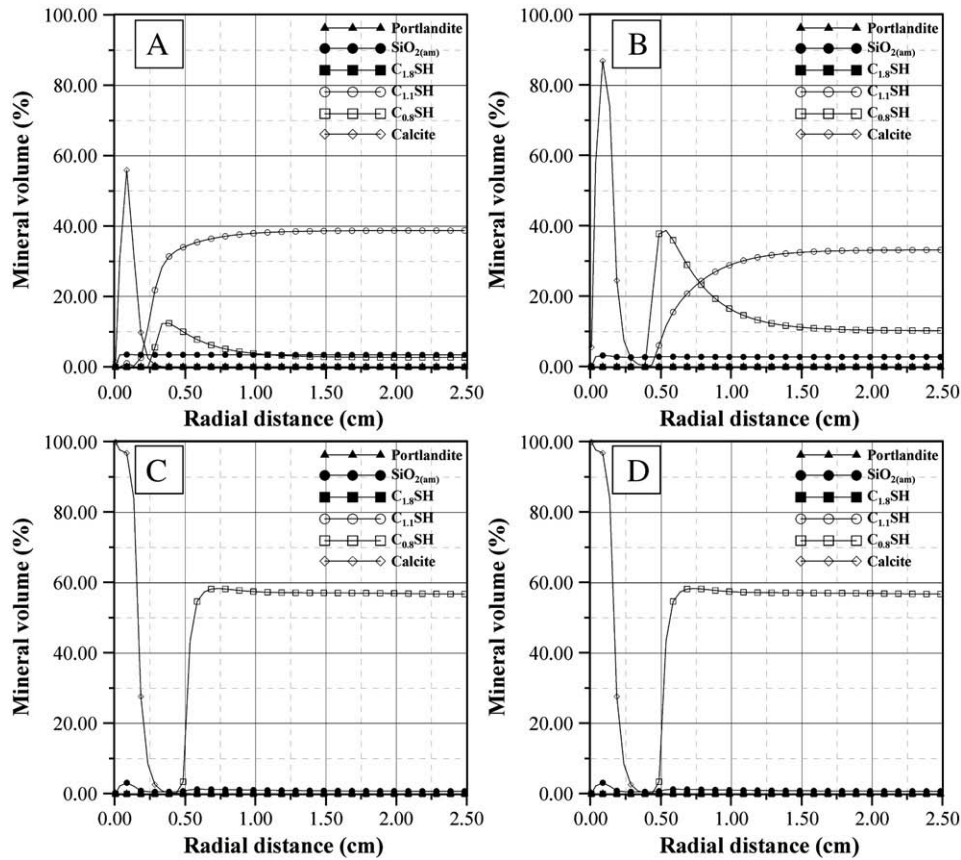 A
Mineral volume (%)
100.00
80.00
60.00
40.00
20.00
0.00
Portlandite
SiO2(am)
C1.8SH
C1.1SH
C0.8SH
Calcite
0.00 0.50 1.00 1.50 2.00 2.50
Radial distance (cm)
B
Mineral volume (%)
100.00
80.00
60.00
40.00
20.00
0.00
Portlandite
SiO2(am)
C1.8SH
C1.1SH
C0.8SH
Calcite
0.00 0.50 1.00 1.50 2.00 2.50
Radial distance (cm)
C
Mineral volume (%)
100.00
80.00
60.00
40.00
20.00
0.00
Portlandite
SiO2(am)
C1.8SH
C1.1SH
C0.8SH
Calcite
0.00 0.50 1.00 1.50 2.00 2.50
Radial distance (cm)
D
Mineral volume (%)
100.00
80.00
60.00
40.00
20.00
0.00
Portlandite
SiO2(am)
C1.8SH
C1.1SH
C0.8SH
Calcite
0.00 0.50 1.00 1.50 2.00 2.50
Radial distance (cm)